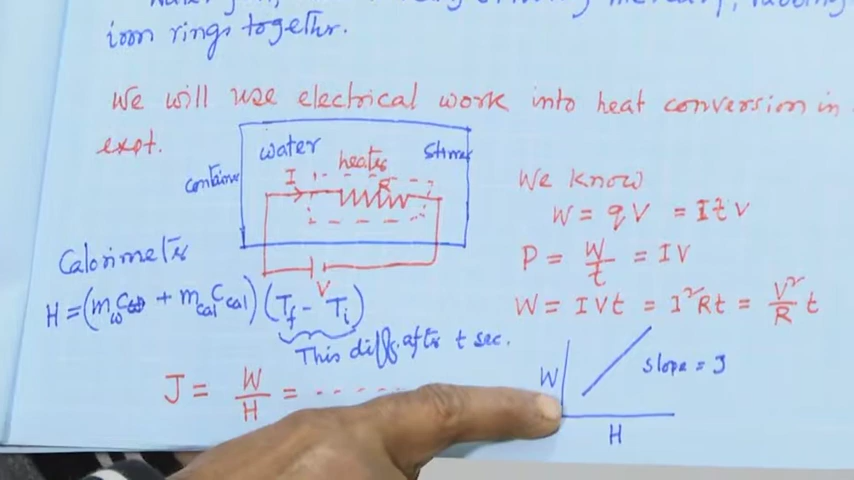 iron rings together.
We will use electrical work into heat conversion in
expt.
water heater Stirrer
container
I R
V
Calorimeter
H = (m_w C_w + m_cal C_cal) (T_f - T_i)
This diff. after t sec.
J = W/H = ......
We know
W = qV = ItV
P = W/t = IV
W = IVt = I²Rt = V²/R t
W
slope = J
H